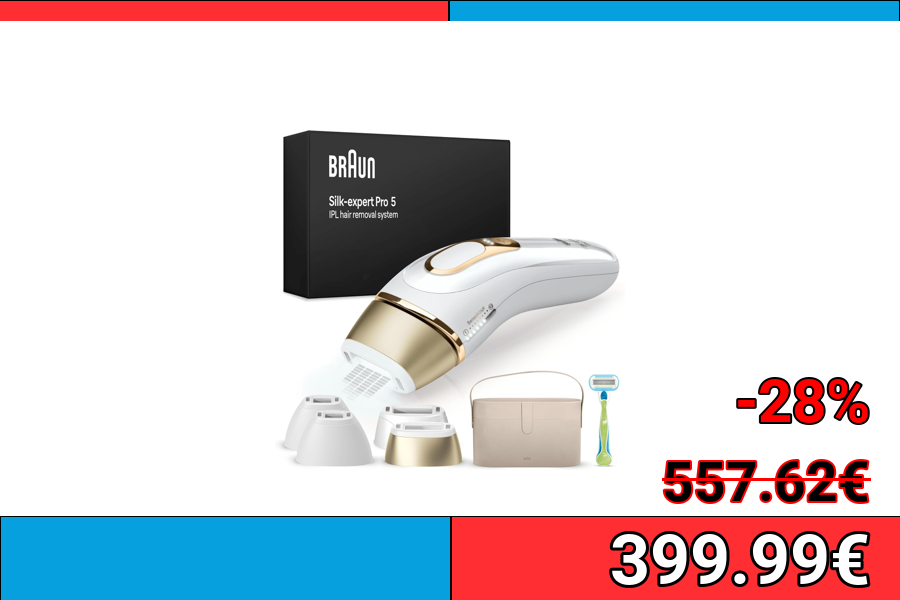 BRAUN
Silk-expert Pro 5
IPL hair removal system
-28%
557.62€
399.99€